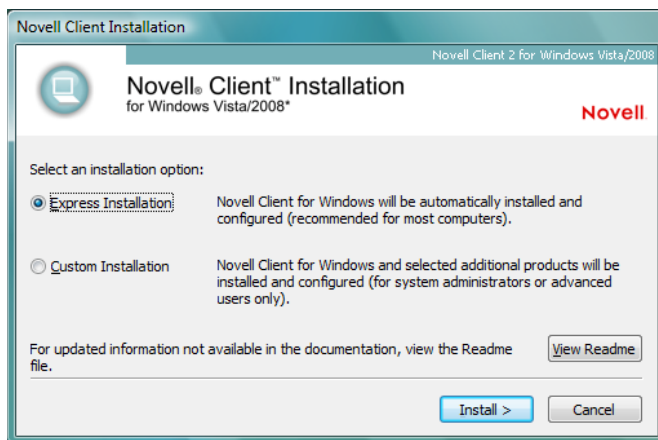 Novell Client Installation
Novell Client 2 for Windows Vista/2008
Novell® Client™ Installation
for Windows Vista/2008*
Novell.
Select an installation option:
Express Installation
Novell Client for Windows will be automatically installed and
configured (recommended for most computers).
Custom Installation
Novell Client for Windows and selected additional products will be
installed and configured (for system administrators or advanced
users only).
For updated information not available in the documentation, view the Readme
file.
View Readme
Install >
Cancel